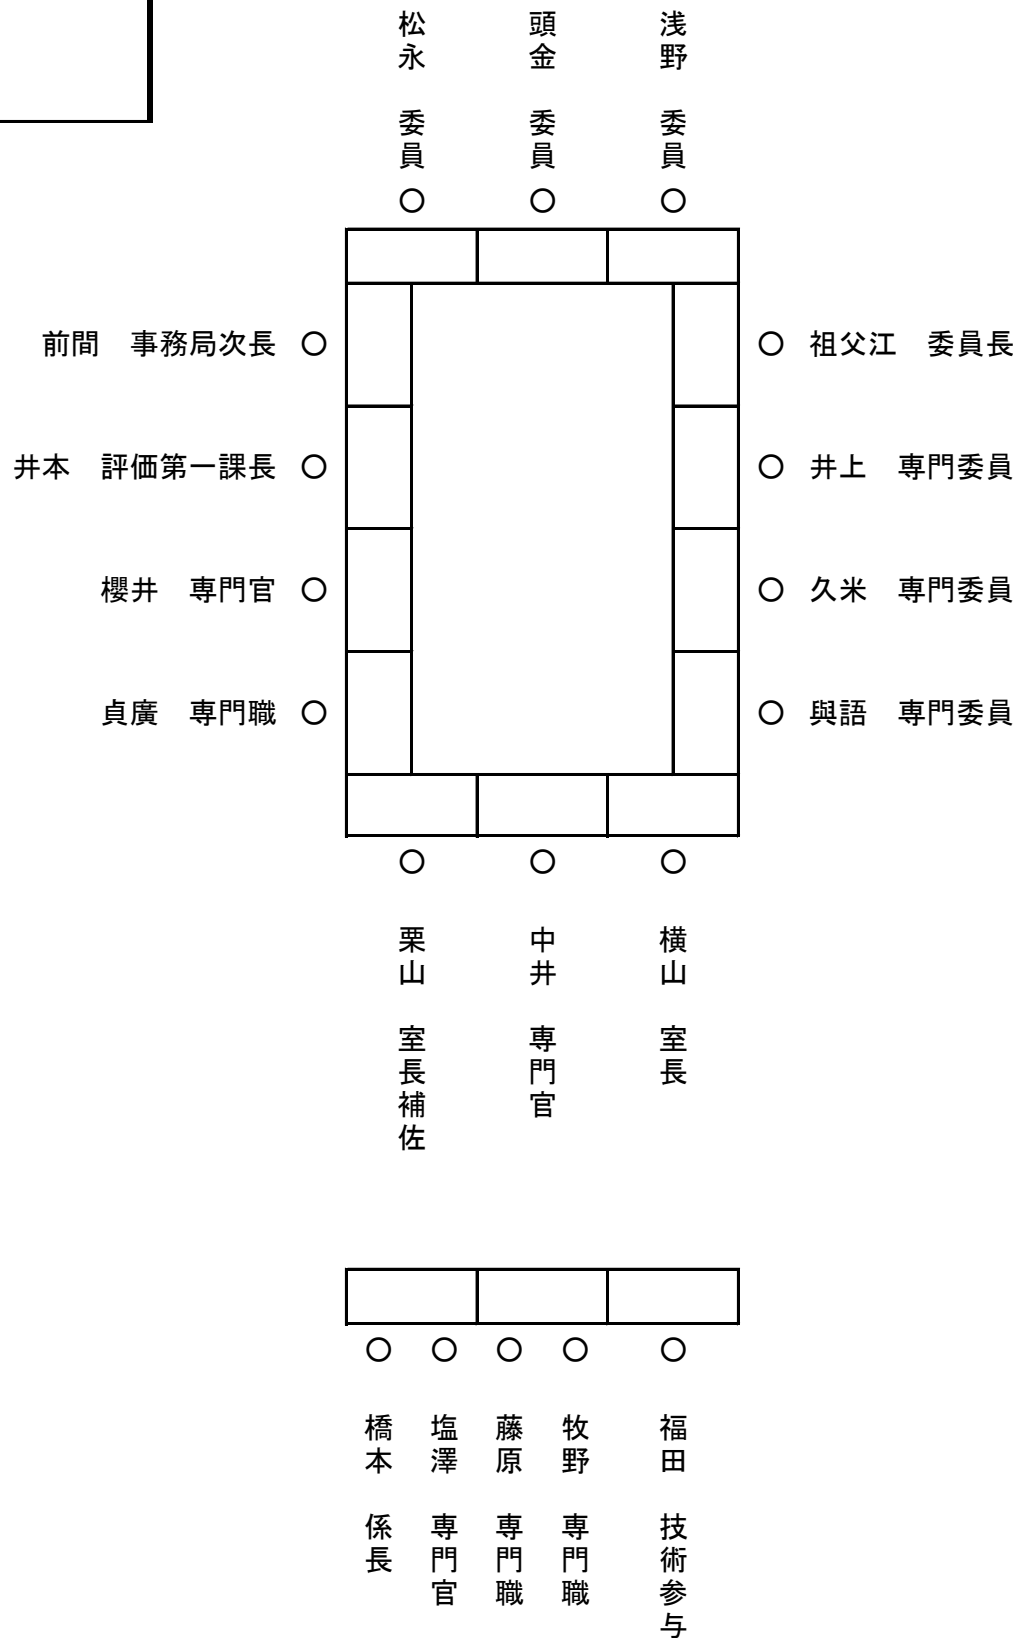 松永　委員
頭金　委員
浅野　委員
前間　事務局次長
祖父江　委員長
井本　評価第一課長
井上　専門委員
櫻井　専門官
久米　専門委員
貞廣　専門職
與語　専門委員
栗山　室長補佐
中井　専門官
横山　室長
橋本　係長
塩澤　専門官
藤原　専門職
牧野　専門職
福田　技術参与